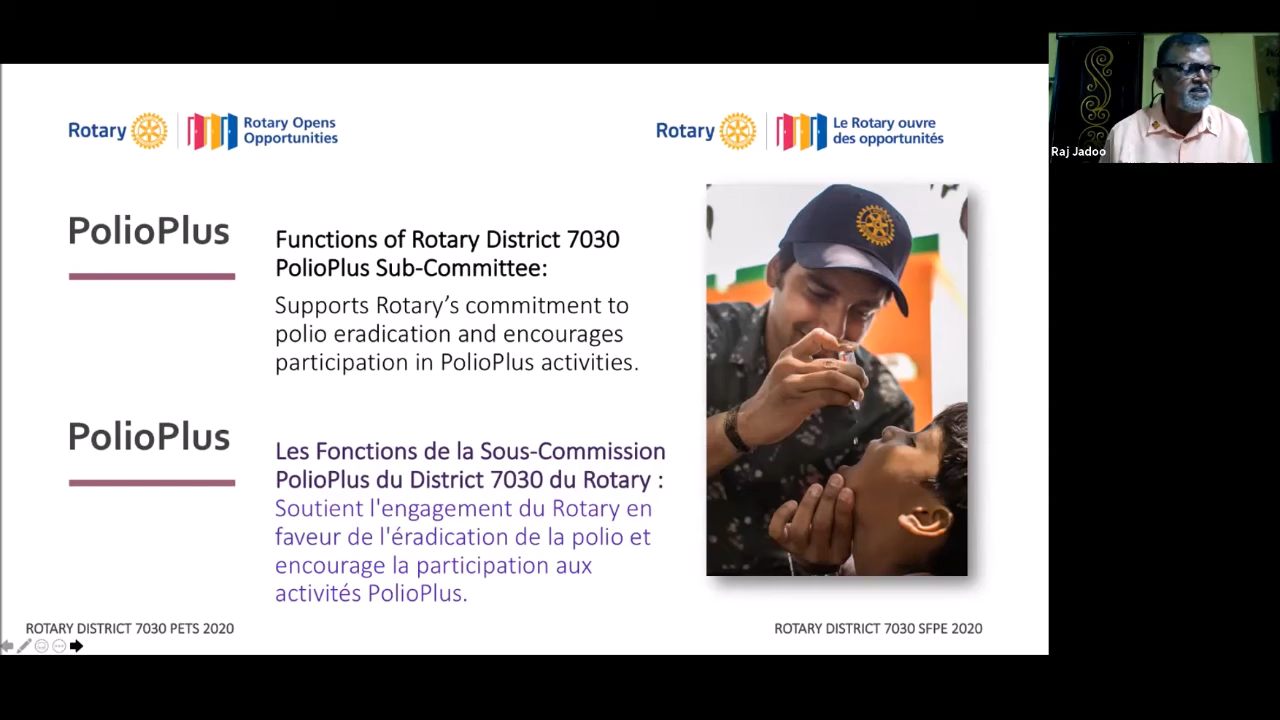 Rotary
Rotary Opens
Opportunities
Rotary
Le Rotary ouvre
des opportunités
Raj Jadoo
PolioPlus
Functions of Rotary District 7030
PolioPlus Sub-Committee:
Supports Rotary’s commitment to
polio eradication and encourages
participation in PolioPlus activities.
PolioPlus
Les Fonctions de la Sous-Commission
PolioPlus du District 7030 du Rotary :
Soutient l'engagement du Rotary en
faveur de l'éradication de la polio et
encourage la participation aux
activités PolioPlus.
ROTARY DISTRICT 7030 PETS 2020
ROTARY DISTRICT 7030 SFPE 2020